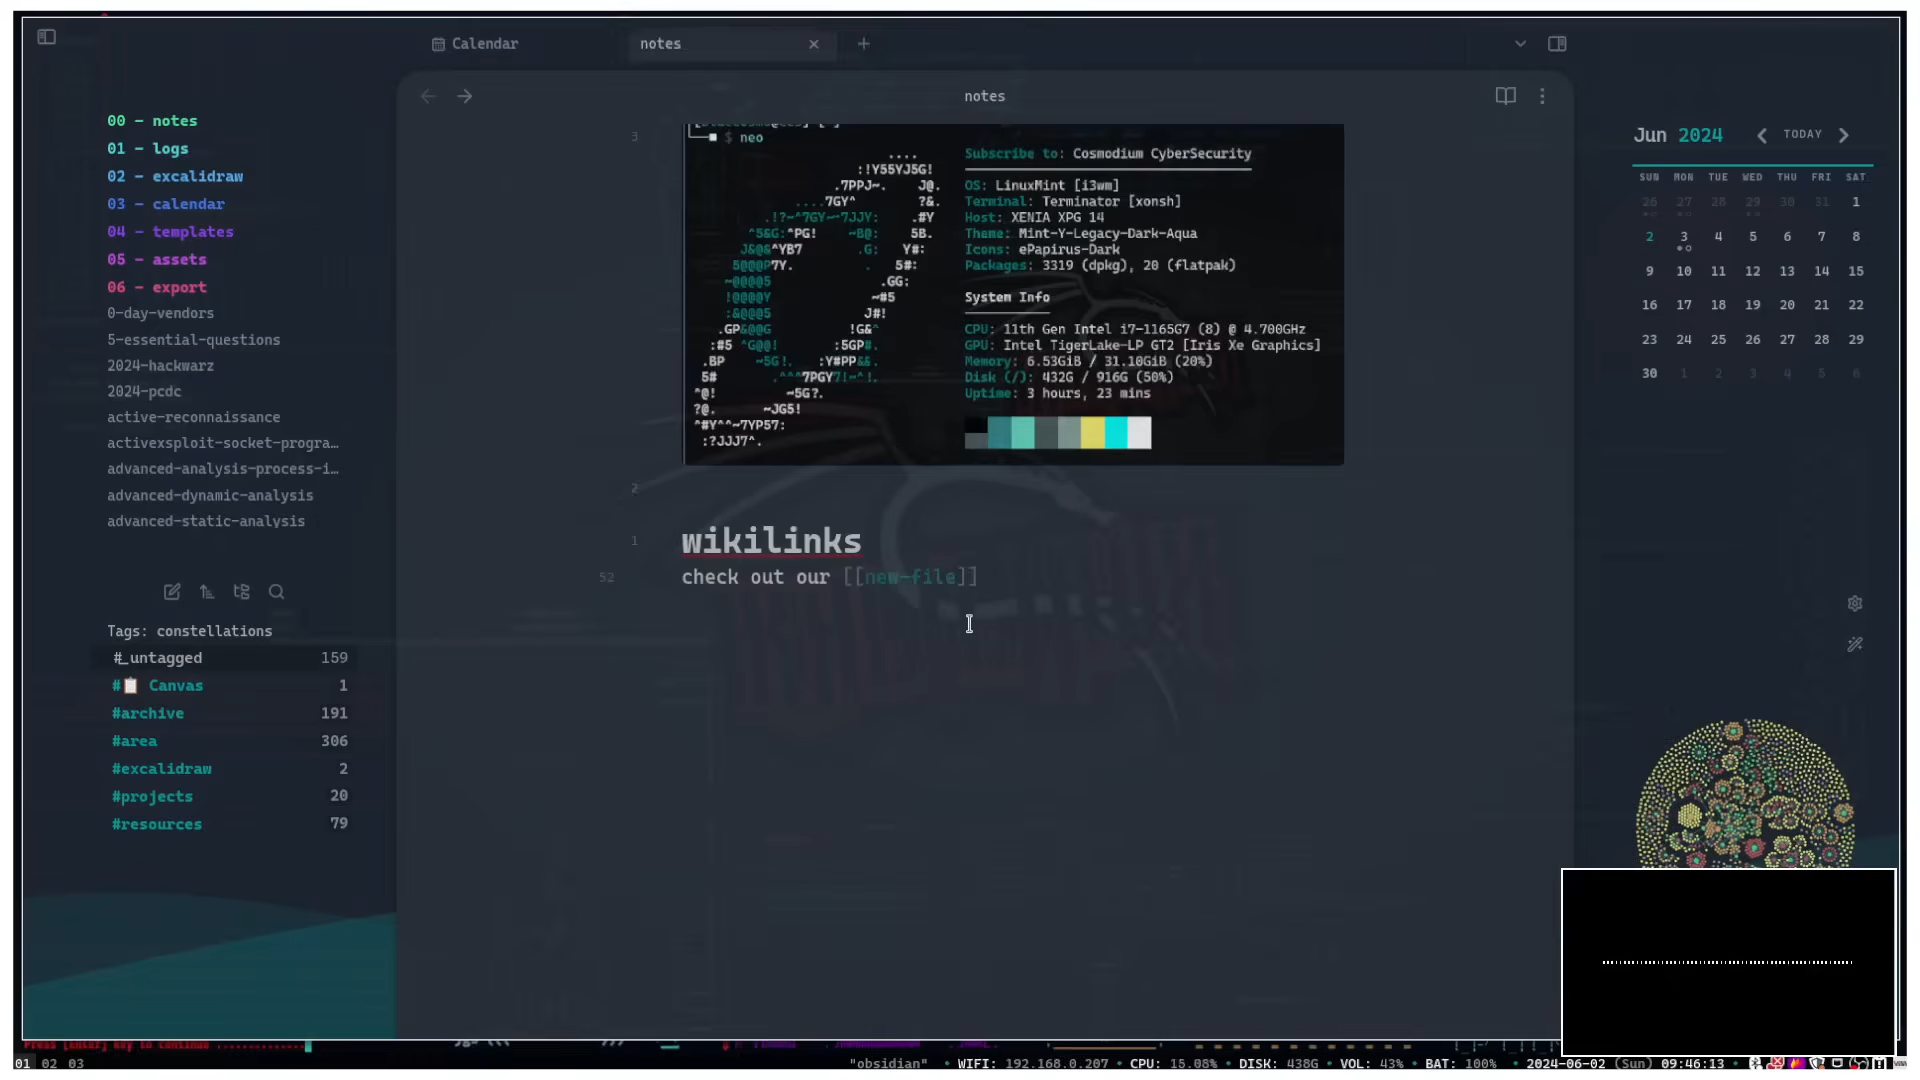 Calendar
notes
notes
00 - notes
01 - logs
02 - excalidraw
03 - calendar
04 - templates
05 - assets
06 - export
0-day-vendors
5-essential-questions
2024-hackwarz
2024-pcdc
active-reconnaissance
activexsploit-socket-progra…
advanced-analysis-process-i…
advanced-dynamic-analysis
advanced-static-analysis
Tags: constellations
#_untagged 159
#📋 Canvas 1
#archive 191
#area 306
#excalidraw 2
#projects 20
#resources 79
3
$ neo
Subscribe to: Cosmodium CyberSecurity
OS: LinuxMint [i3wm]
Terminal: Terminator [xonsh]
Host: XENIA XPG 14
Theme: Mint-Y-Legacy-Dark-Aqua
Icons: ePapirus-Dark
Packages: 3319 (dpkg), 20 (flatpak)
System Info
CPU: 11th Gen Intel i7-1165G7 (8) @ 4.700GHz
GPU: Intel TigerLake-LP GT2 [Iris Xe Graphics]
Memory: 6.53GiB / 31.10GiB (20%)
Disk (/): 432G / 916G (50%)
Uptime: 3 hours, 23 mins
2
1 wikilinks
52 check out our [[new-file]]
Jun 2024 TODAY
SUN MON TUE WED THU FRI SAT
26 27 28 29 30 31 1
2 3 4 5 6 7 8
9 10 11 12 13 14 15
16 17 18 19 20 21 22
23 24 25 26 27 28 29
30 1 2 3 4 5 6
Press [Enter] key to continue
01 02 03
"obsidian" • WIFI: 192.168.0.207 • CPU: 15.08% • DISK: 438G • VOL: 43% • BAT: 100% • 2024-06-02 (Sun) 09:46:13